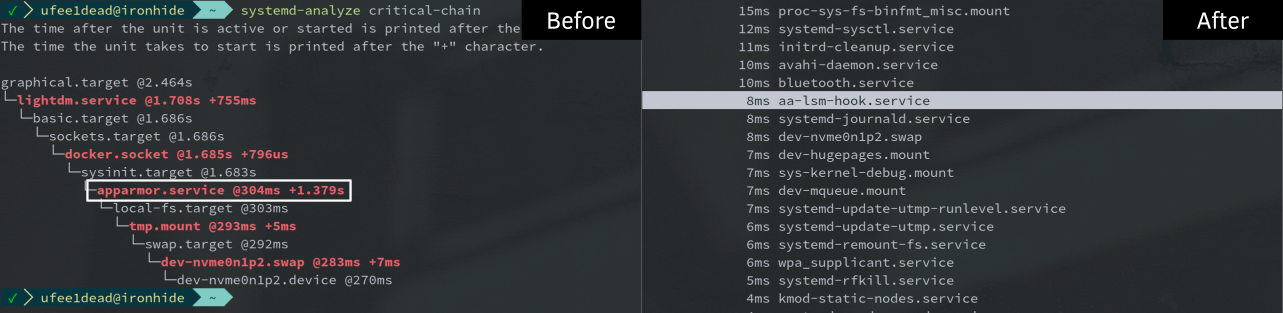 ✓ ufeeldead@ironhide ~ systemd-analyze critical-chain
The time after the unit is active or started is printed after the
The time the unit takes to start is printed after the "+" character.
Before
graphical.target @2.464s
└─lightdm.service @1.708s +755ms
└─basic.target @1.686s
└─sockets.target @1.686s
└─docker.socket @1.685s +796us
└─sysinit.target @1.683s
└─apparmor.service @304ms +1.379s
└─local-fs.target @303ms
└─tmp.mount @293ms +5ms
└─swap.target @292ms
└─dev-nvme0n1p2.swap @283ms +7ms
└─dev-nvme0n1p2.device @270ms
✓ ufeeldead@ironhide ~
After
15ms proc-sys-fs-binfmt_misc.mount
12ms systemd-sysctl.service
11ms initrd-cleanup.service
10ms avahi-daemon.service
10ms bluetooth.service
8ms aa-lsm-hook.service
8ms systemd-journald.service
8ms dev-nvme0n1p2.swap
7ms dev-hugepages.mount
7ms sys-kernel-debug.mount
7ms dev-mqueue.mount
7ms systemd-update-utmp-runlevel.service
6ms systemd-update-utmp.service
6ms systemd-remount-fs.service
6ms wpa_supplicant.service
5ms systemd-rfkill.service
4ms kmod-static-nodes.service